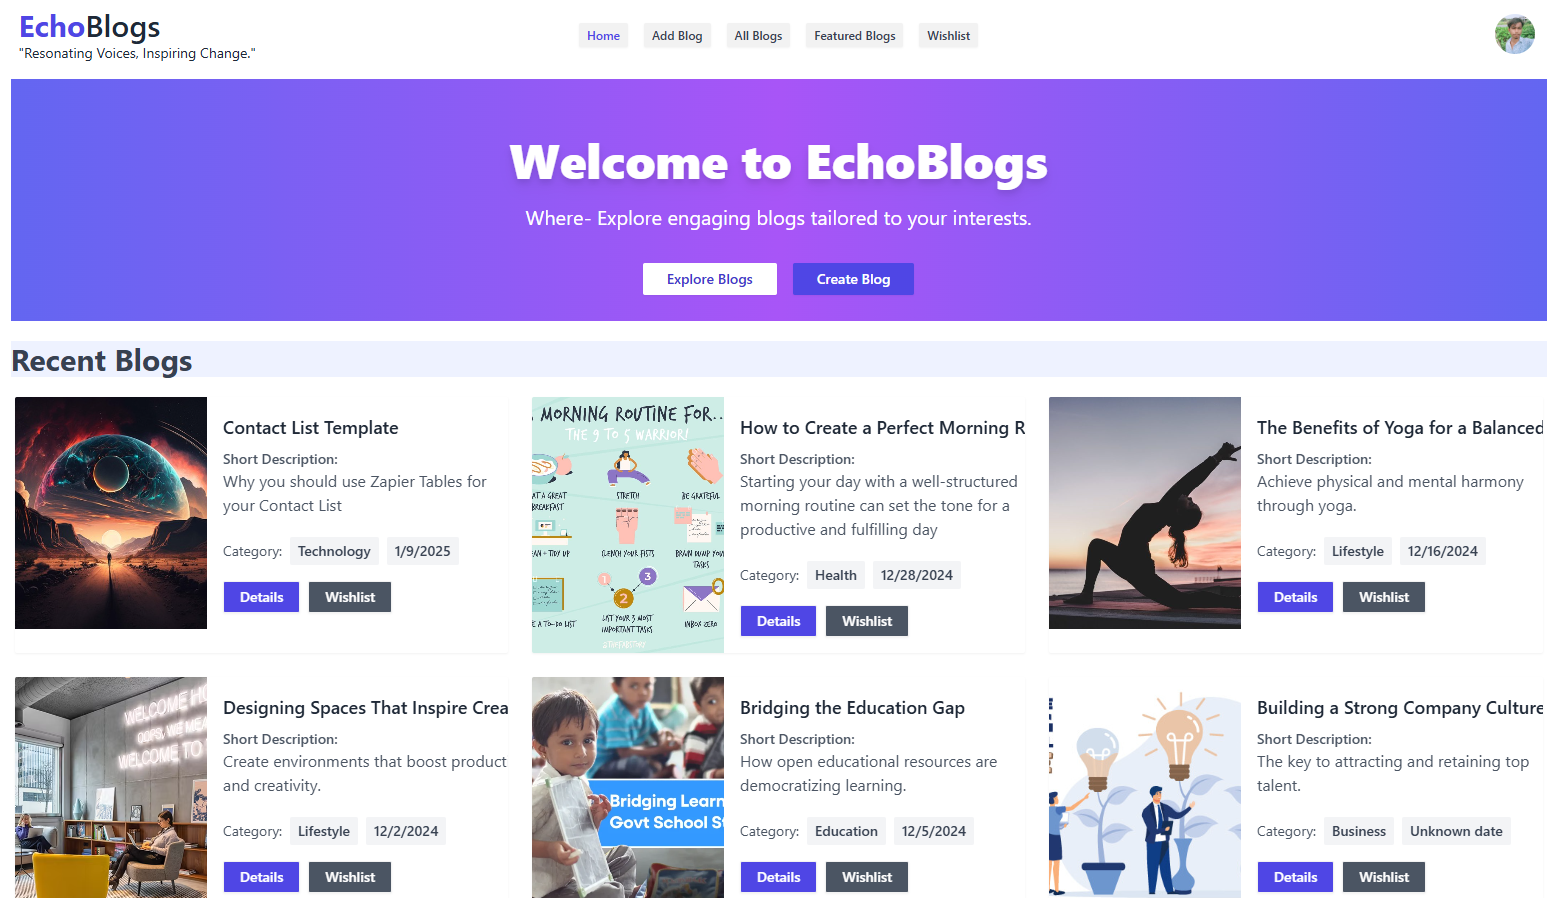 EchoBlogs
"Resonating Voices, Inspiring Change."
Home
Add Blog
All Blogs
Featured Blogs
Wishlist
Welcome to EchoBlogs
Where- Explore engaging blogs tailored to your interests.
Explore Blogs
Create Blog
Recent Blogs
MORNING ROUTINE FOR..
THE 9 TO 5 WARRIOR!
AT A GREAT
BREAKFAST
STRETCH
BE GRATEFUL
AN + TIDY UP
CLENCH YOUR FISTS
BRAIN DUMP YOUR
TASKS
1
2
3
E A TO-DO LIST
LIST YOUR 3 MOST
IMPORTANT TASKS
INBOX ZERO
Contact List Template
Short Description:
Why you should use Zapier Tables for
your Contact List
Category:
Technology
1/9/2025
Details
Wishlist
How to Create a Perfect Morning R
Short Description:
Starting your day with a well-structured
morning routine can set the tone for a
productive and fulfilling day
Category:
Health
12/28/2024
Details
Wishlist
The Benefits of Yoga for a Balanced
Short Description:
Achieve physical and mental harmony
through yoga.
Category:
Lifestyle
12/16/2024
Details
Wishlist
WELCOME HO
OOPS, WE MEA
WELCOME TO
Designing Spaces That Inspire Crea
Short Description:
Create environments that boost product
and creativity.
Category:
Lifestyle
12/2/2024
Details
Wishlist
Bridging Learn
Govt School St
Bridging the Education Gap
Short Description:
How open educational resources are
democratizing learning.
Category:
Education
12/5/2024
Details
Wishlist
Building a Strong Company Culture
Short Description:
The key to attracting and retaining top
talent.
Category:
Business
Unknown date
Details
Wishlist